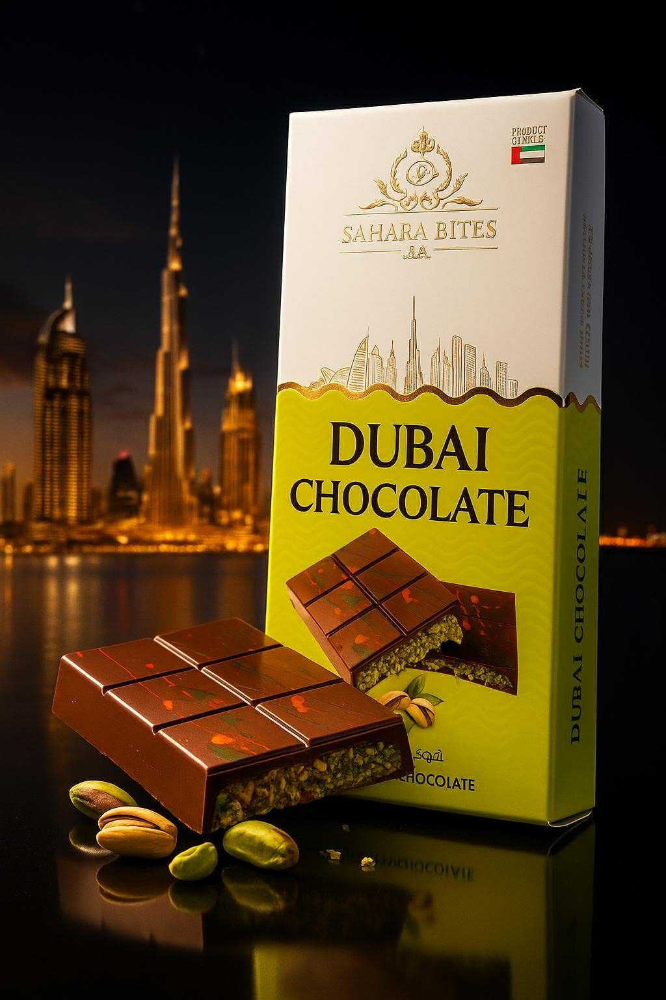 PRODUCT
GINKLS
SAHARA BITES
DUBAI
CHOCOLATE
CHOCOLATE
DUBAI CHOCOLATE